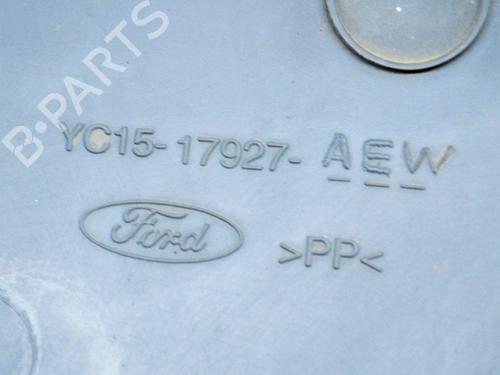 B·PARTS
YC15-17927-AEW
Ford
>PP<